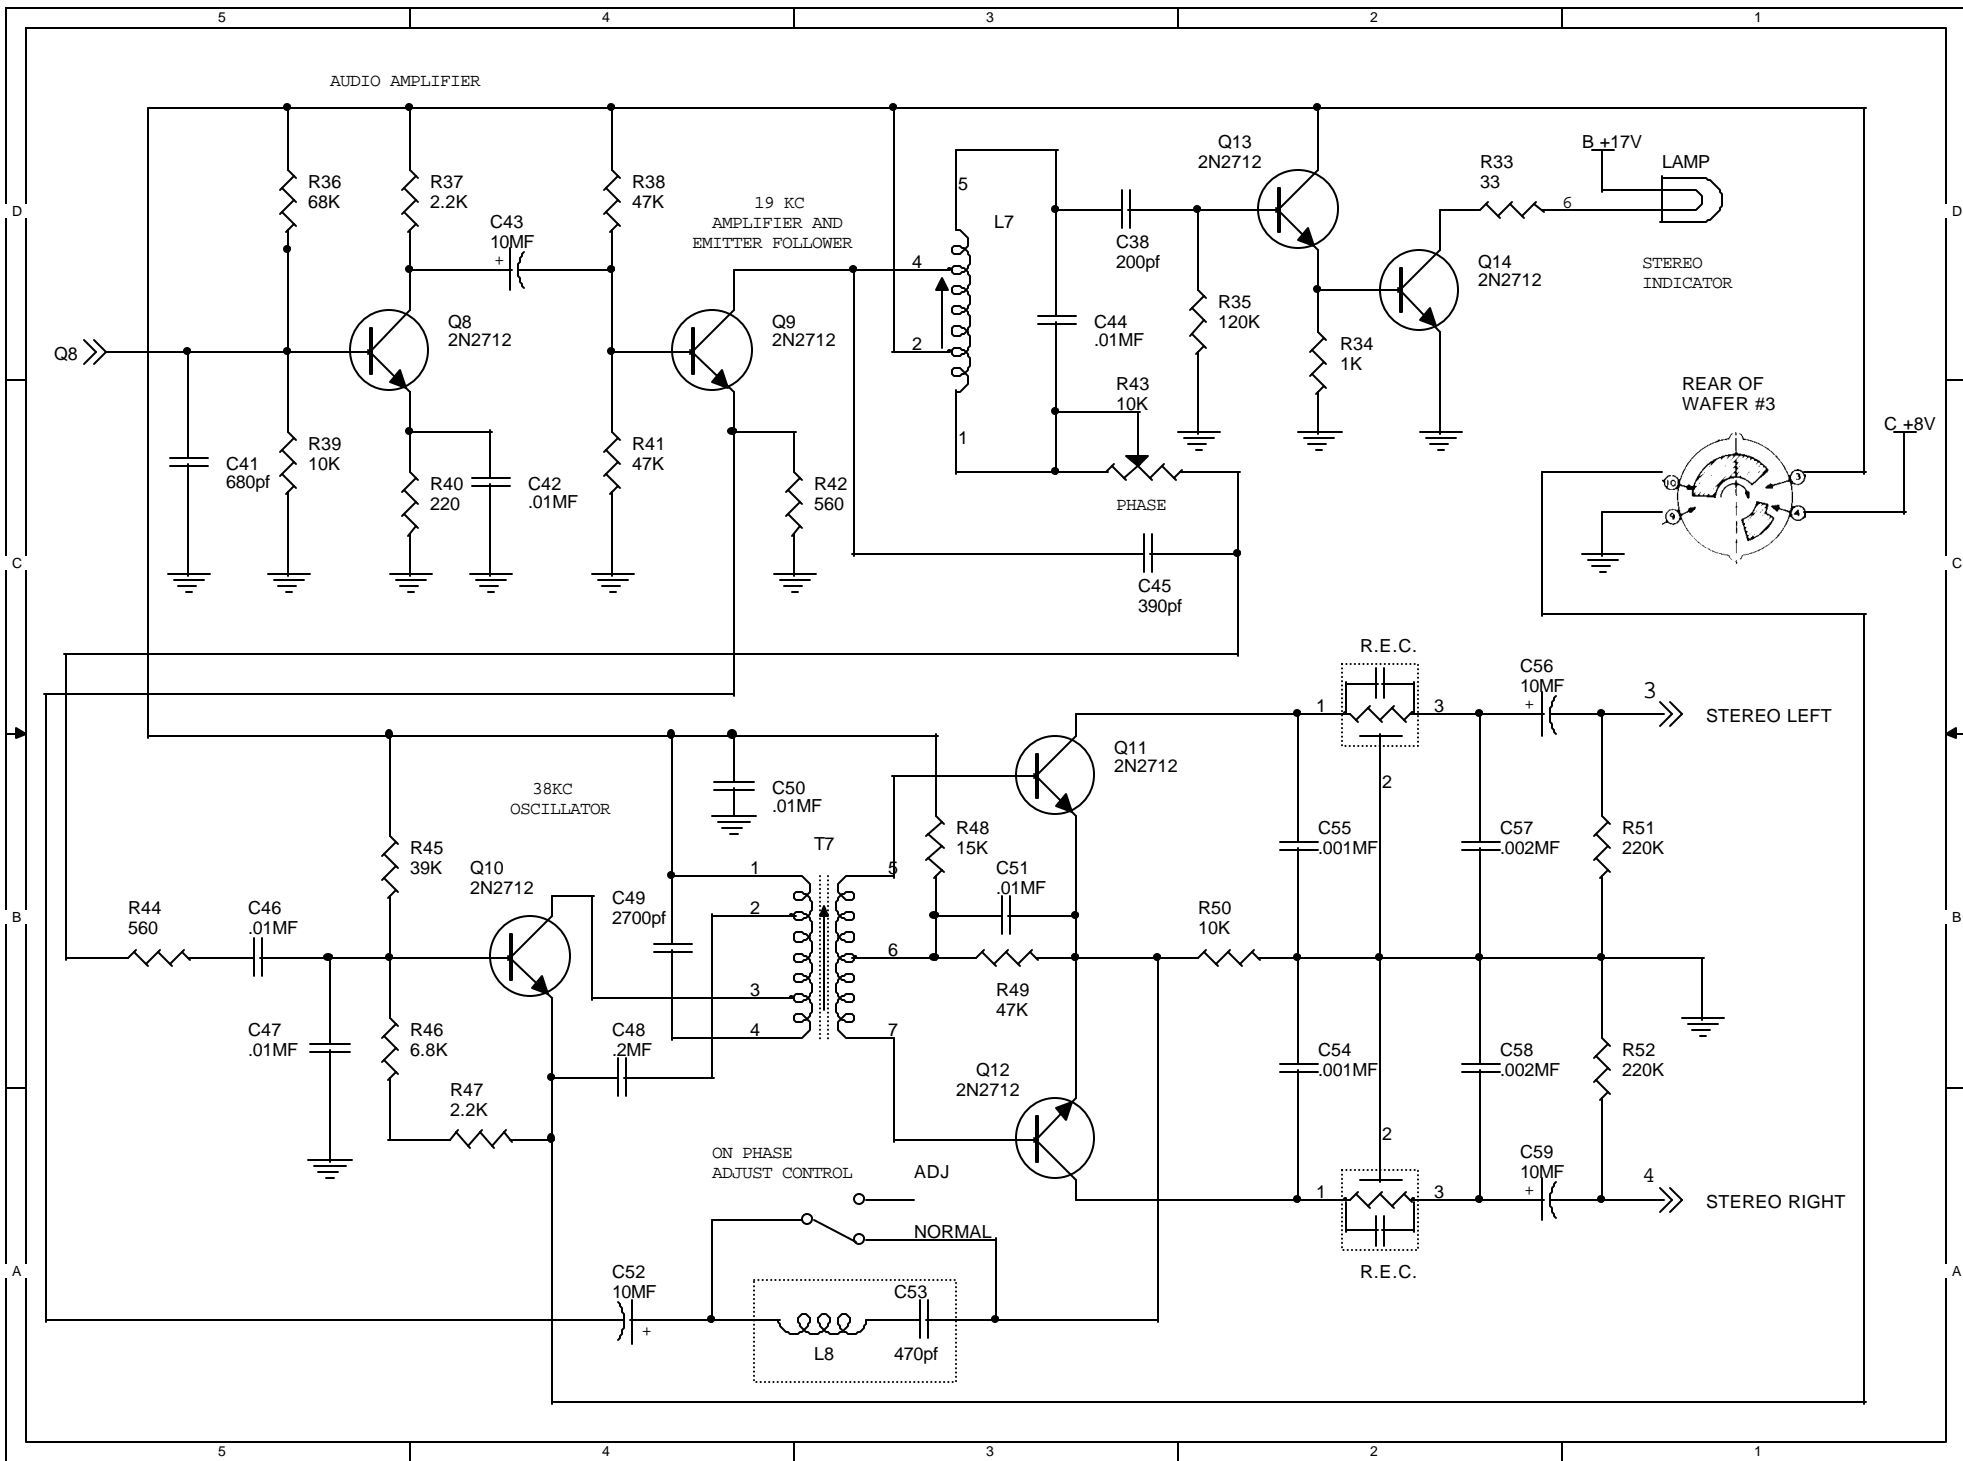 5 4 3 2 1
AUDIO AMPLIFIER
D
D
R36
68K
R37
2.2K
C43
10MF
+
R38
47K
19 KC
AMPLIFIER AND
EMITTER FOLLOWER
5
L7
4
2
1
Q13
2N2712
C38
200pf
R33
33
B +17V
LAMP
6
STEREO
INDICATOR
Q14
2N2712
Q8
Q8
2N2712
Q9
2N2712
C44
.01MF
R35
120K
R34
1K
R43
10K
REAR OF
WAFER #3
C +8V
10
3
9
4
C41
680pf
R39
10K
R40
220
C42
.01MF
R41
47K
R42
560
PHASE
C
C
C45
390pf
R.E.C.
1
3
2
C56
10MF
+
3
STEREO LEFT
Q11
2N2712
38KC
OSCILLATOR
C50
.01MF
R45
39K
Q10
2N2712
T7
R48
15K
C51
.01MF
C55
.001MF
C57
.002MF
R51
220K
1
2
3
4
5
6
7
C49
2700pf
B
B
R44
560
C46
.01MF
R50
10K
R49
47K
C47
.01MF
R46
6.8K
C48
.2MF
C54
.001MF
C58
.002MF
R52
220K
R47
2.2K
Q12
2N2712
ON PHASE
ADJUST CONTROL
ADJ
NORMAL
2
1
3
C59
10MF
+
4
STEREO RIGHT
R.E.C.
A
A
C52
10MF
+
C53
L8
470pf
5 4 3 2 1